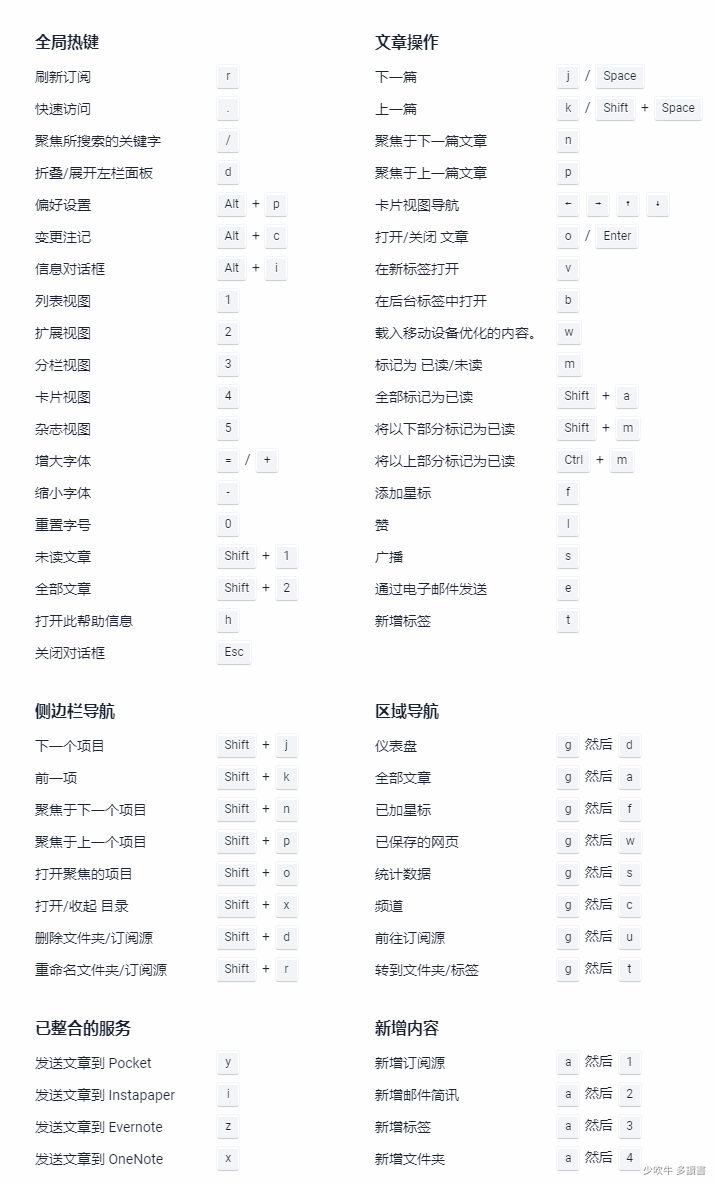 全局热键
刷新订阅 r
快速访问 .
聚焦所搜索的关键字 /
折叠/展开左栏面板 d
偏好设置 Alt + p
变更注记 Alt + c
信息对话框 Alt + i
列表视图 1
扩展视图 2
分栏视图 3
卡片视图 4
杂志视图 5
增大字体 = / +
缩小字体 -
重置字号 0
未读文章 Shift + 1
全部文章 Shift + 2
打开此帮助信息 h
关闭对话框 Esc
文章操作
下一篇 j / Space
上一篇 k / Shift + Space
聚焦于下一篇文章 n
聚焦于上一篇文章 p
卡片视图导航 ← → ↑ ↓
打开/关闭 文章 o / Enter
在新标签打开 v
在后台标签中打开 b
载入移动设备优化的内容。 w
标记为 已读/未读 m
全部标记为已读 Shift + a
将以下部分标记为已读 Shift + m
将以上部分标记为已读 Ctrl + m
添加星标 f
赞 l
广播 s
通过电子邮件发送 e
新增标签 t
侧边栏导航
下一个项目 Shift + j
前一项 Shift + k
聚焦于下一个项目 Shift + n
聚焦于上一个项目 Shift + p
打开聚焦的项目 Shift + o
打开/收起 目录 Shift + x
删除文件夹/订阅源 Shift + d
重命名文件夹/订阅源 Shift + r
区域导航
仪表盘 g 然后 d
全部文章 g 然后 a
已加星标 g 然后 f
已保存的网页 g 然后 w
统计数据 g 然后 s
频道 g 然后 c
前往订阅源 g 然后 u
转到文件夹/标签 g 然后 t
已整合的服务
发送文章到 Pocket y
发送文章到 Instapaper i
发送文章到 Evernote z
发送文章到 OneNote x
新增内容
新增订阅源 a 然后 1
新增邮件简讯 a 然后 2
新增标签 a 然后 3
新增文件夹 a 然后 4
少吹牛 多讀書